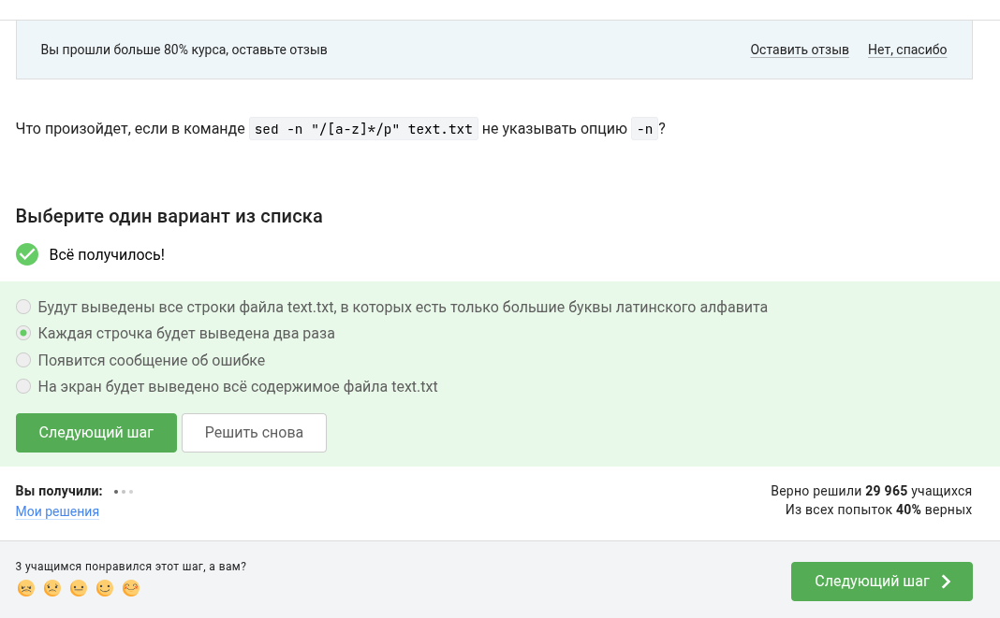 Вы прошли больше 80% курса, оставьте отзыв Оставить отзыв Нет, спасибо
Что произойдет, если в команде sed -n "/[a-z]*/p" text.txt не указывать опцию -n?
Выберите один вариант из списка
Всё получилось!
Будут выведены все строки файла text.txt, в которых есть только большие буквы латинского алфавита
Каждая строчка будет выведена два раза
Появится сообщение об ошибке
На экран будет выведено всё содержимое файла text.txt
Следующий шаг Решить снова
Вы получили:
Мои решения
Верно решили 29 965 учащихся
Из всех попыток 40% верных
3 учащимся понравился этот шаг, а вам?
Следующий шаг